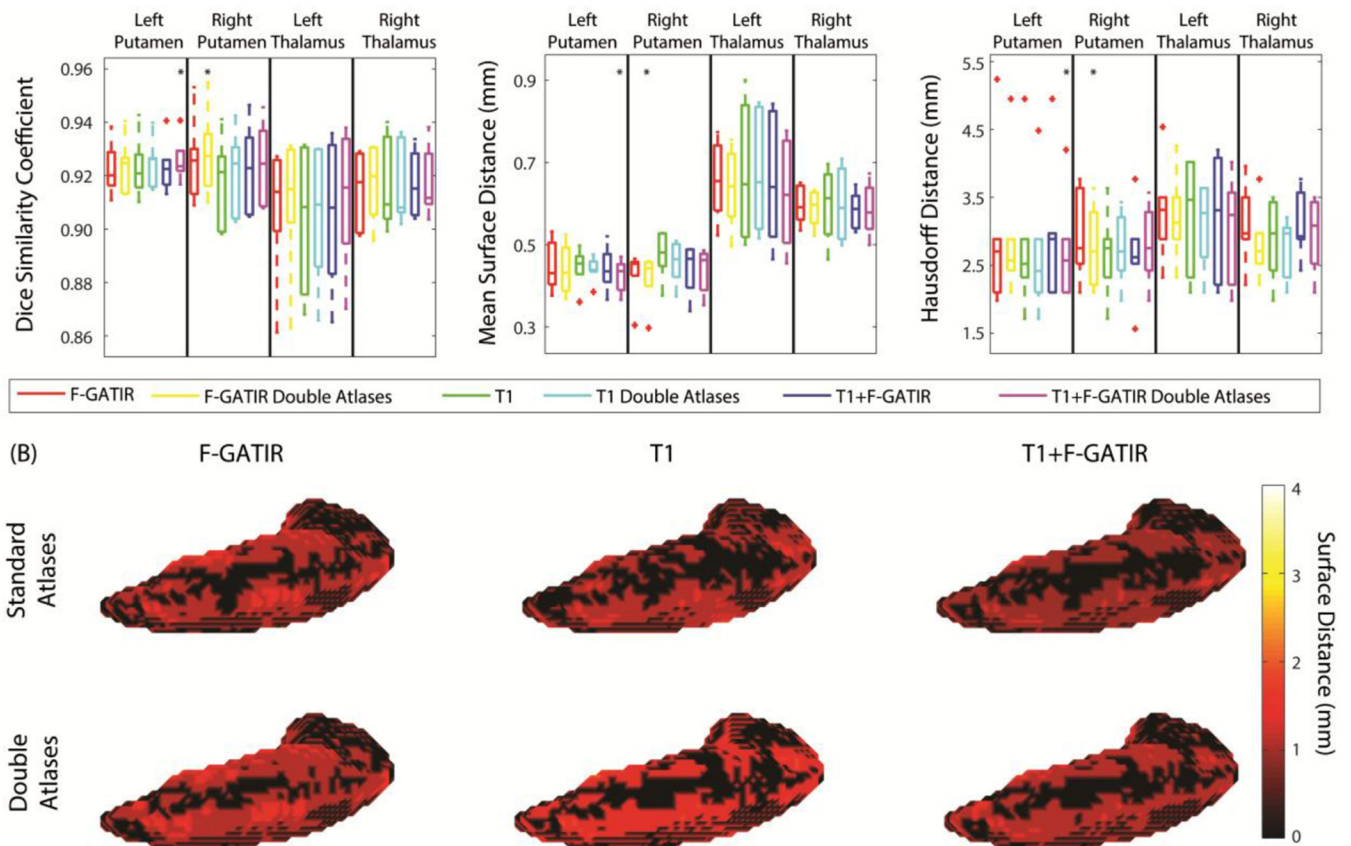 Left Putamen
Right Putamen
Left Thalamus
Right Thalamus
Dice Similarity Coefficient
0.96
0.94
0.92
0.90
0.88
0.86
*
*
Left Putamen
Right Putamen
Left Thalamus
Right Thalamus
Mean Surface Distance (mm)
0.9
0.7
0.5
0.3
*
*
Left Putamen
Right Putamen
Left Thalamus
Right Thalamus
Hausdorff Distance (mm)
5.5
4.5
3.5
2.5
1.5
*
*
F-GATIR
F-GATIR Double Atlases
T1
T1 Double Atlases
T1+F-GATIR
T1+F-GATIR Double Atlases
(B)
F-GATIR
T1
T1+F-GATIR
Standard Atlases
Double Atlases
4
3
2
1
0
Surface Distance (mm)